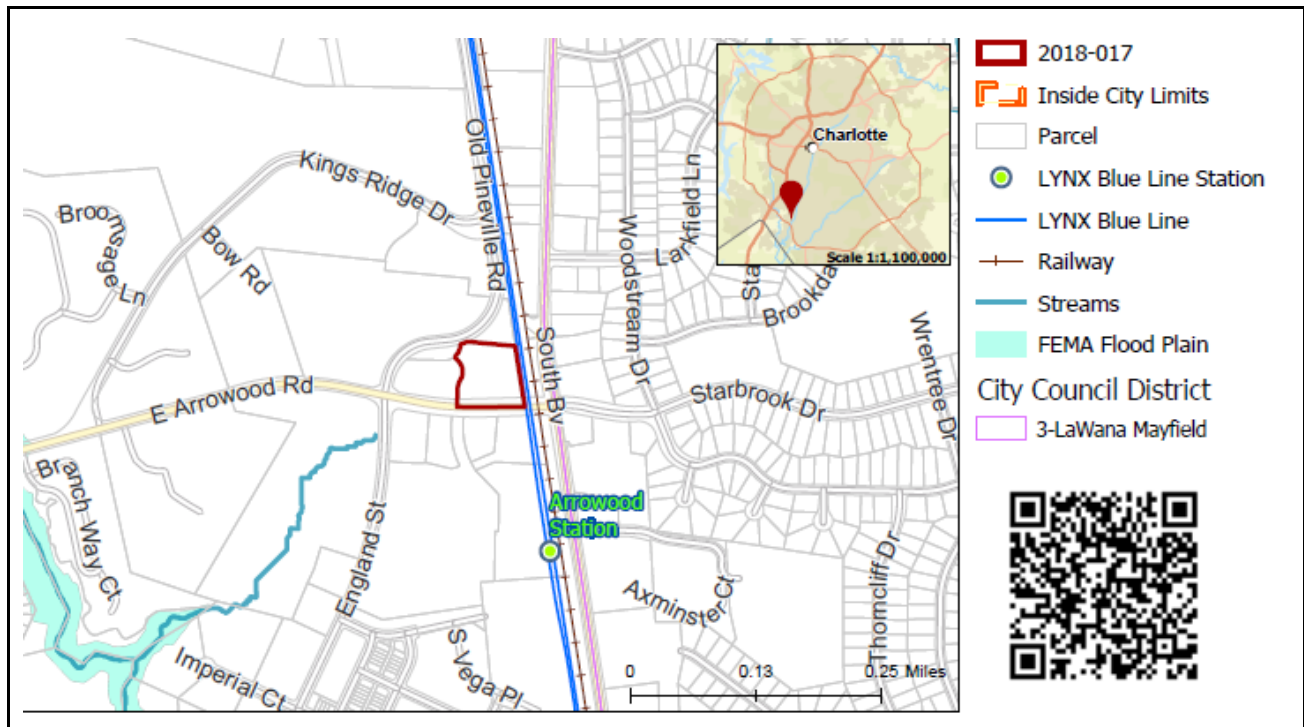 Old Pineville Rd
Kings Ridge Dr
Broomsage Ln
Bow Rd
E Arrowood Rd
Branch Way Ct
England St
Imperial Ct
S Vega Pl
South Bv
Arrowood
Station
Woodstream Dr
Larkfield Ln
Sta
Brookda
Starbrook Dr
Wrentree Dr
Axminster Ct
Thorncliff Dr
0 0.13 0.25 Miles
Charlotte
Scale 1:1,100,000
2018-017
Inside City Limits
Parcel
LYNX Blue Line Station
LYNX Blue Line
Railway
Streams
FEMA Flood Plain
City Council District
3-LaWana Mayfield